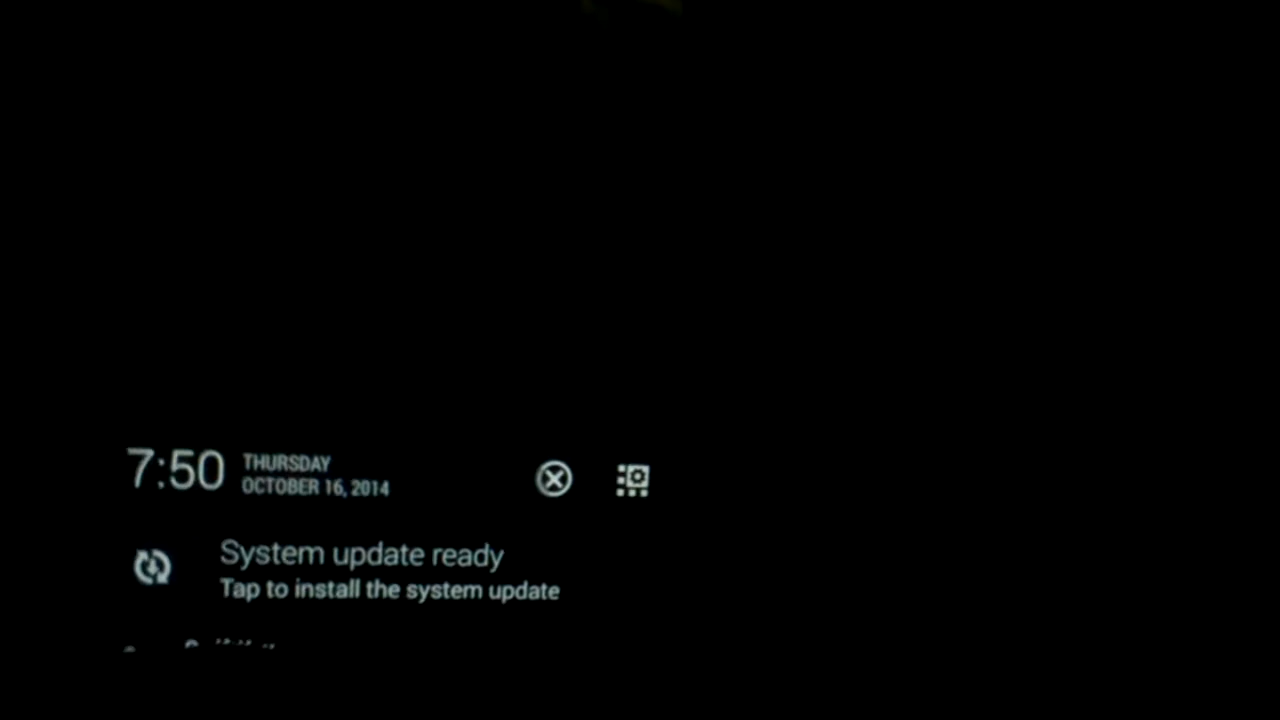 7:50
THURSDAY
OCTOBER 16, 2014
System update ready
Tap to install the system update